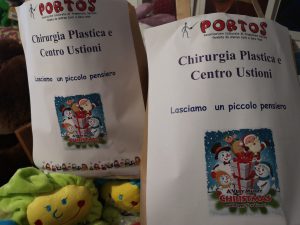 PORTOS
Chirurgia Plastica e
Centro Ustioni
Lasciamo un piccolo pensiero
PORTOS
Chirurgia Plastica e
Centro Ustioni
Lasciamo un piccolo pensiero
CHRISTMAS